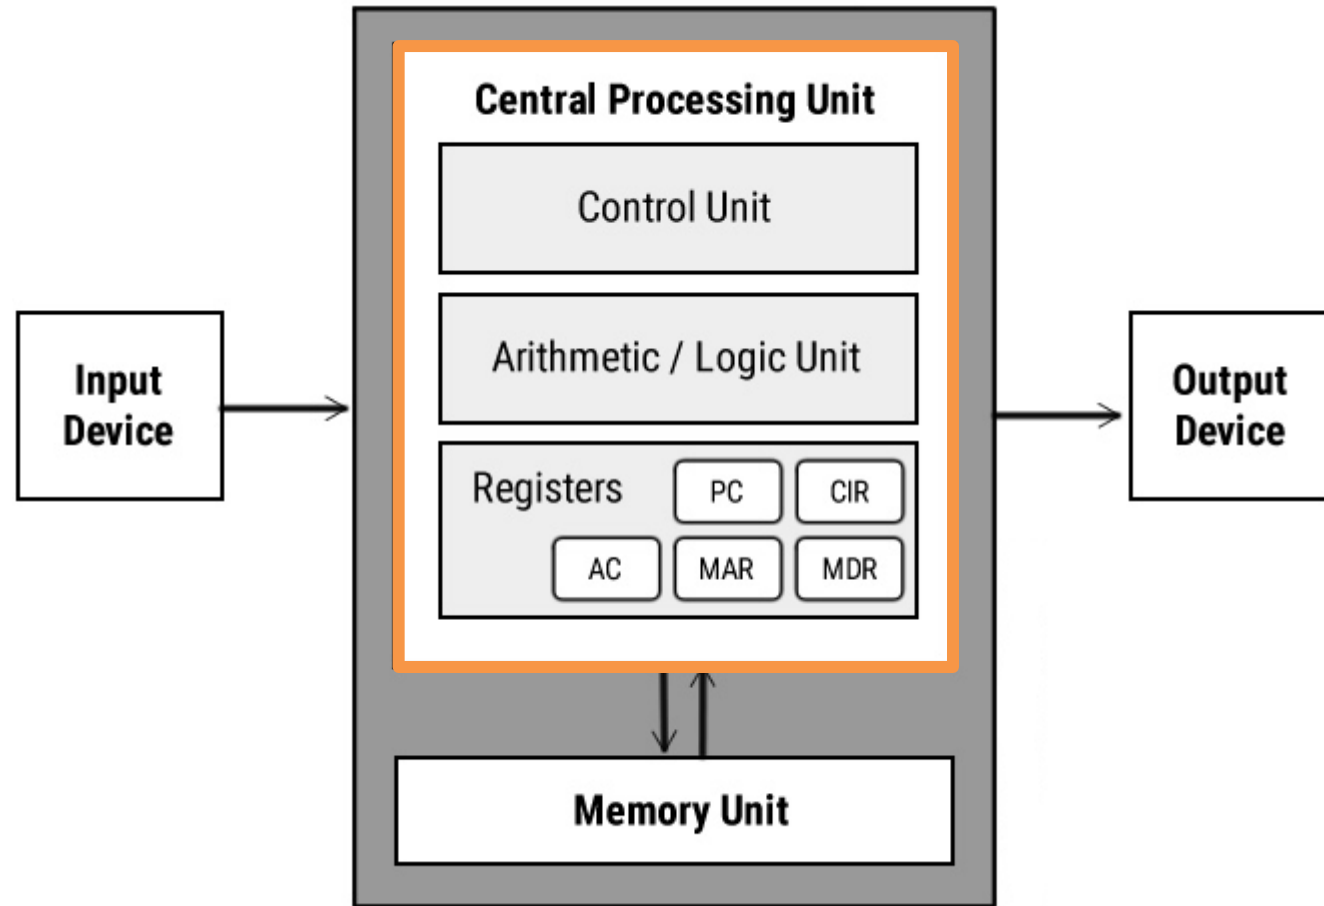 Central Processing Unit
Control Unit
Arithmetic / Logic Unit
Input
Device
Output
Device
Registers
PC
CIR
AC
MAR
MDR
Memory Unit